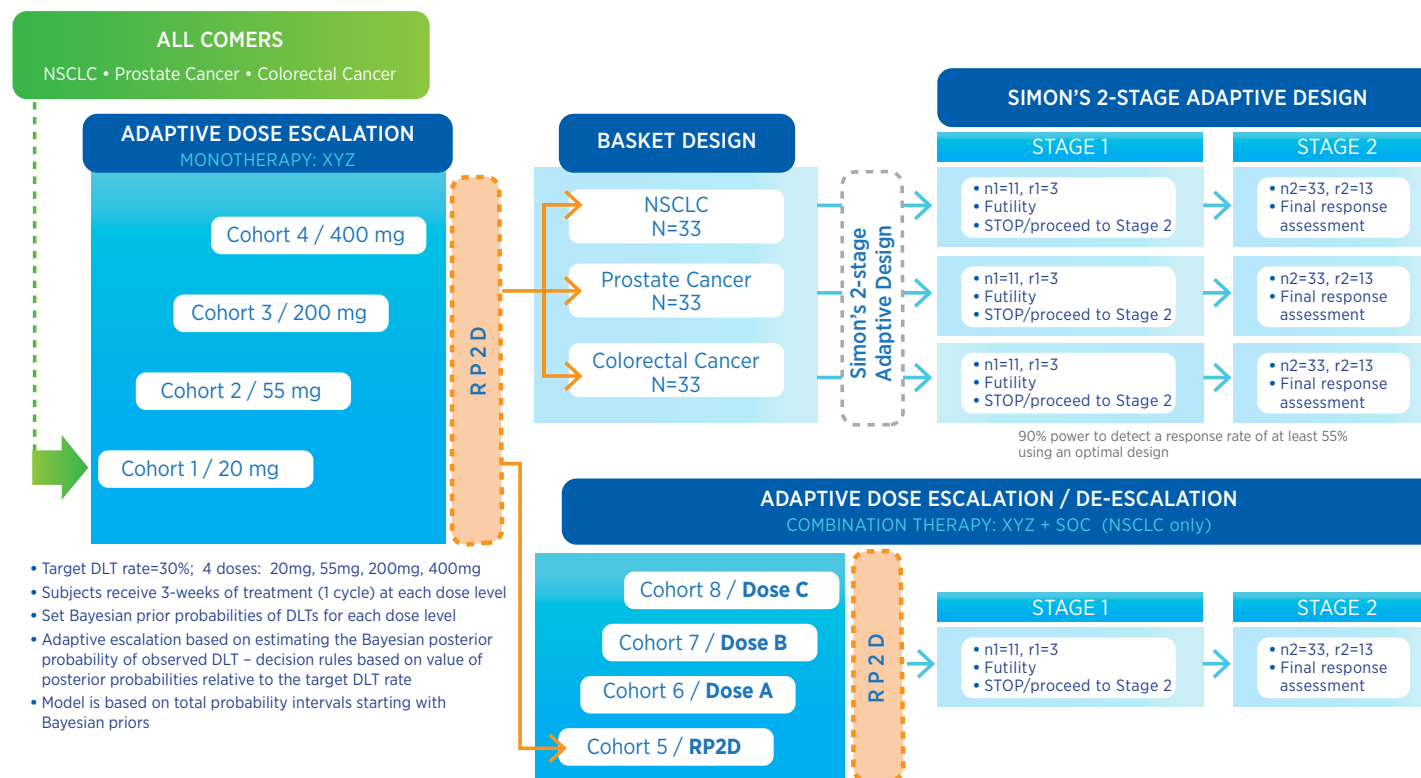 ALL COMERS
NSCLC • Prostate Cancer • Colorectal Cancer
ADAPTIVE DOSE ESCALATION
MONOTHERAPY: XYZ
Cohort 4 / 400 mg
Cohort 3 / 200 mg
Cohort 2 / 55 mg
Cohort 1 / 20 mg
RP2D
• Target DLT rate=30%; 4 doses: 20mg, 55mg, 200mg, 400mg
• Subjects receive 3-weeks of treatment (1 cycle) at each dose level
• Set Bayesian prior probabilities of DLTs for each dose level
• Adaptive escalation based on estimating the Bayesian posterior
probability of observed DLT – decision rules based on value of
posterior probabilities relative to the target DLT rate
• Model is based on total probability intervals starting with
Bayesian priors
BASKET DESIGN
NSCLC
N=33
Prostate Cancer
N=33
Colorectal Cancer
N=33
Simon's 2-stage
Adaptive Design
SIMON'S 2-STAGE ADAPTIVE DESIGN
STAGE 1
STAGE 2
• n1=11, r1=3
• Futility
• STOP/proceed to Stage 2
• n2=33, r2=13
• Final response
assessment
• n1=11, r1=3
• Futility
• STOP/proceed to Stage 2
• n2=33, r2=13
• Final response
assessment
• n1=11, r1=3
• Futility
• STOP/proceed to Stage 2
• n2=33, r2=13
• Final response
assessment
90% power to detect a response rate of at least 55%
using an optimal design
ADAPTIVE DOSE ESCALATION / DE-ESCALATION
COMBINATION THERAPY: XYZ + SOC (NSCLC only)
Cohort 8 / Dose C
Cohort 7 / Dose B
Cohort 6 / Dose A
Cohort 5 / RP2D
RP2D
STAGE 1
STAGE 2
• n1=11, r1=3
• Futility
• STOP/proceed to Stage 2
• n2=33, r2=13
• Final response
assessment